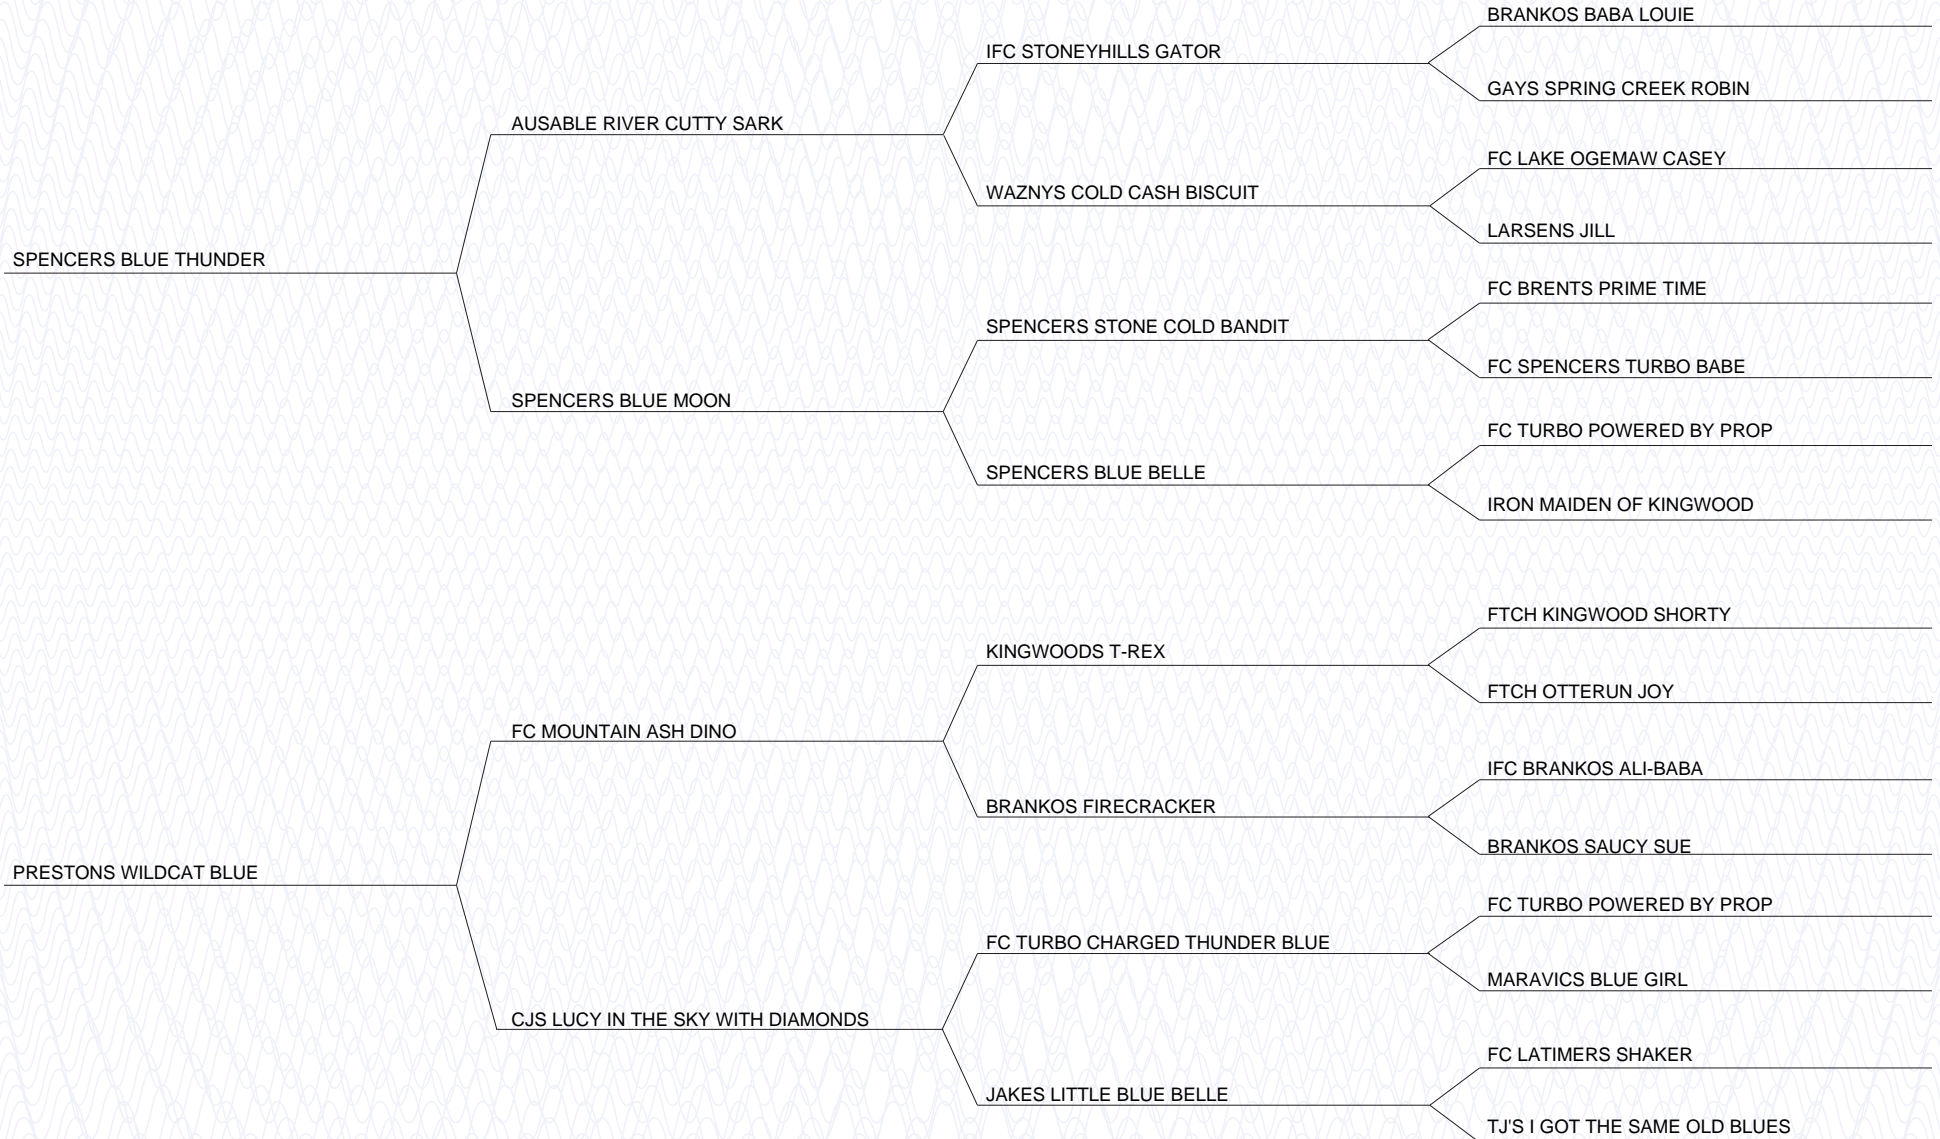 BRANKOS BABA LOUIE
IFC STONEYHILLS GATOR
GAYS SPRING CREEK ROBIN
AUSABLE RIVER CUTTY SARK
FC LAKE OGEMAW CASEY
WAZNYS COLD CASH BISCUIT
LARSENS JILL
SPENCERS BLUE THUNDER
FC BRENTS PRIME TIME
SPENCERS STONE COLD BANDIT
FC SPENCERS TURBO BABE
SPENCERS BLUE MOON
FC TURBO POWERED BY PROP
SPENCERS BLUE BELLE
IRON MAIDEN OF KINGWOOD
FTCH KINGWOOD SHORTY
KINGWOODS T-REX
FTCH OTTERUN JOY
FC MOUNTAIN ASH DINO
IFC BRANKOS ALI-BABA
BRANKOS FIRECRACKER
BRANKOS SAUCY SUE
PRESTONS WILDCAT BLUE
FC TURBO POWERED BY PROP
FC TURBO CHARGED THUNDER BLUE
MARAVICS BLUE GIRL
CJS LUCY IN THE SKY WITH DIAMONDS
FC LATIMERS SHAKER
JAKES LITTLE BLUE BELLE
TJ'S I GOT THE SAME OLD BLUES